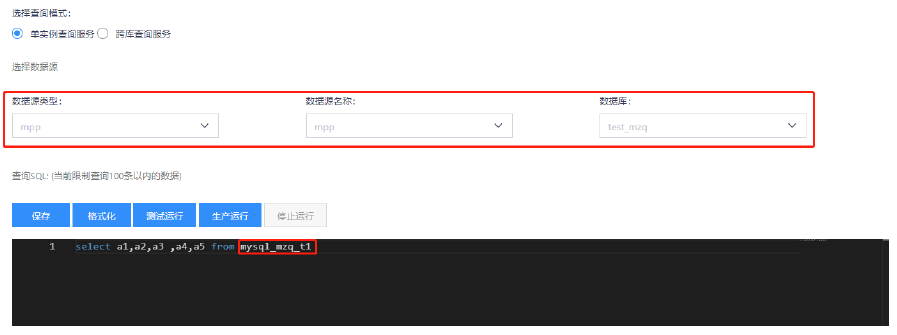 选择查询模式：
单实例查询服务 跨库查询服务
选择数据源
数据源类型： 数据源名称： 数据库：
mpp mpp test_mzq
查询SQL: (当前限制查询100条以内的数据)
保存 格式化 测试运行 生产运行 停止运行
1 select a1,a2,a3 ,a4,a5 from mysql_mzq_t1